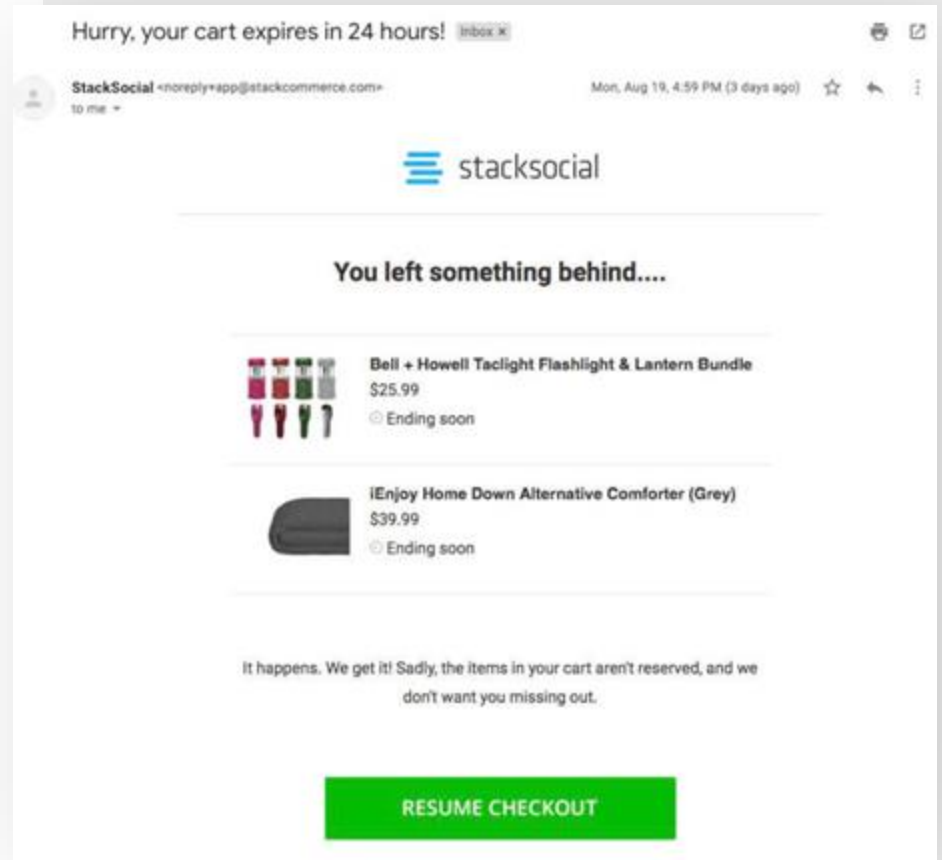 Hurry, your cart expires in 24 hours! Inbox x
StackSocial <noreply+app@stackcommerce.com> Mon, Aug 19, 4:59 PM (3 days ago)
to me
stacksocial
You left something behind....
Bell + Howell Taclight Flashlight & Lantern Bundle
$25.99
Ending soon
iEnjoy Home Down Alternative Comforter (Grey)
$39.99
Ending soon
It happens. We get it! Sadly, the items in your cart aren't reserved, and we
don't want you missing out.
RESUME CHECKOUT